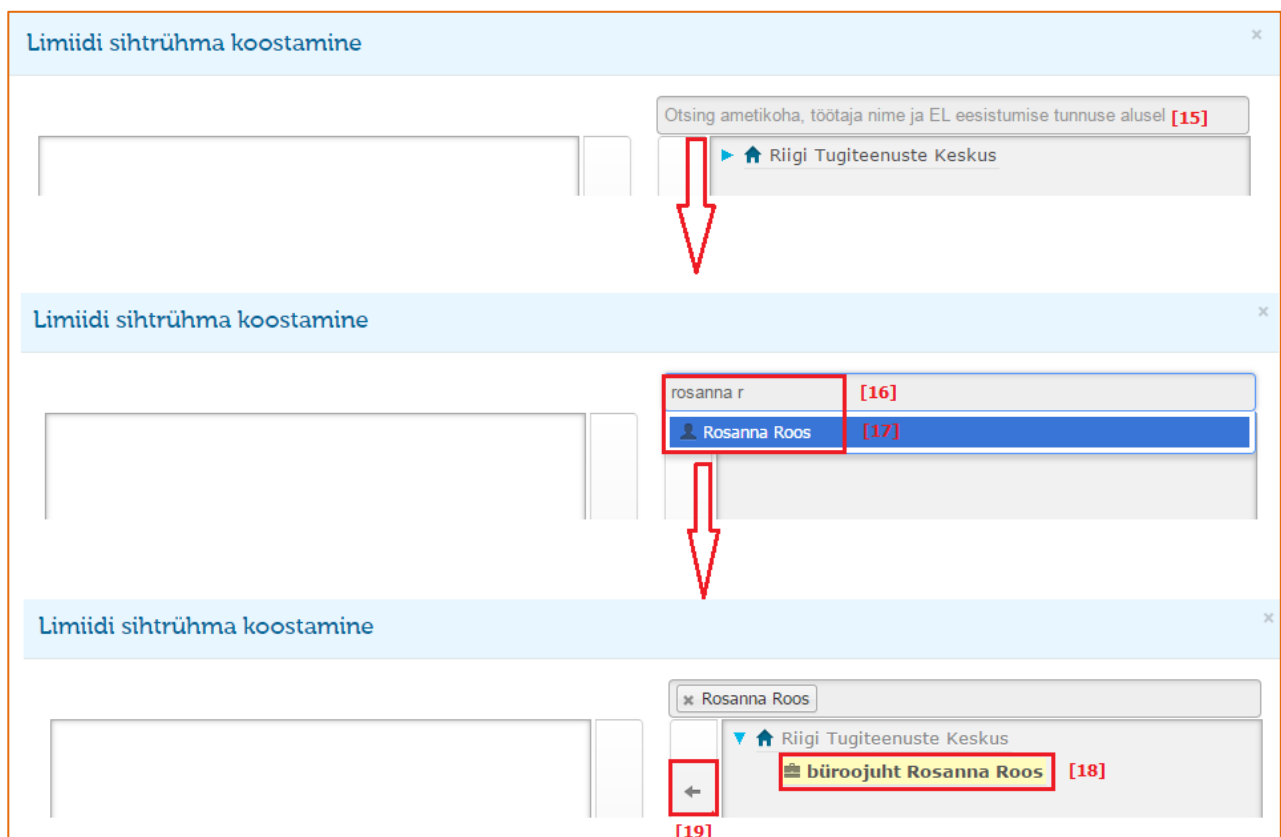 Limiidi sihtrühma koostamine ×
Otsing ametikoha, töötaja nime ja EL eesistumise tunnuse alusel [15]
Riigi Tugiteenuste Keskus
Limiidi sihtrühma koostamine ×
rosanna r [16]
Rosanna Roos [17]
Limiidi sihtrühma koostamine ×
× Rosanna Roos
Riigi Tugiteenuste Keskus
büroojuht Rosanna Roos [18]
[19]